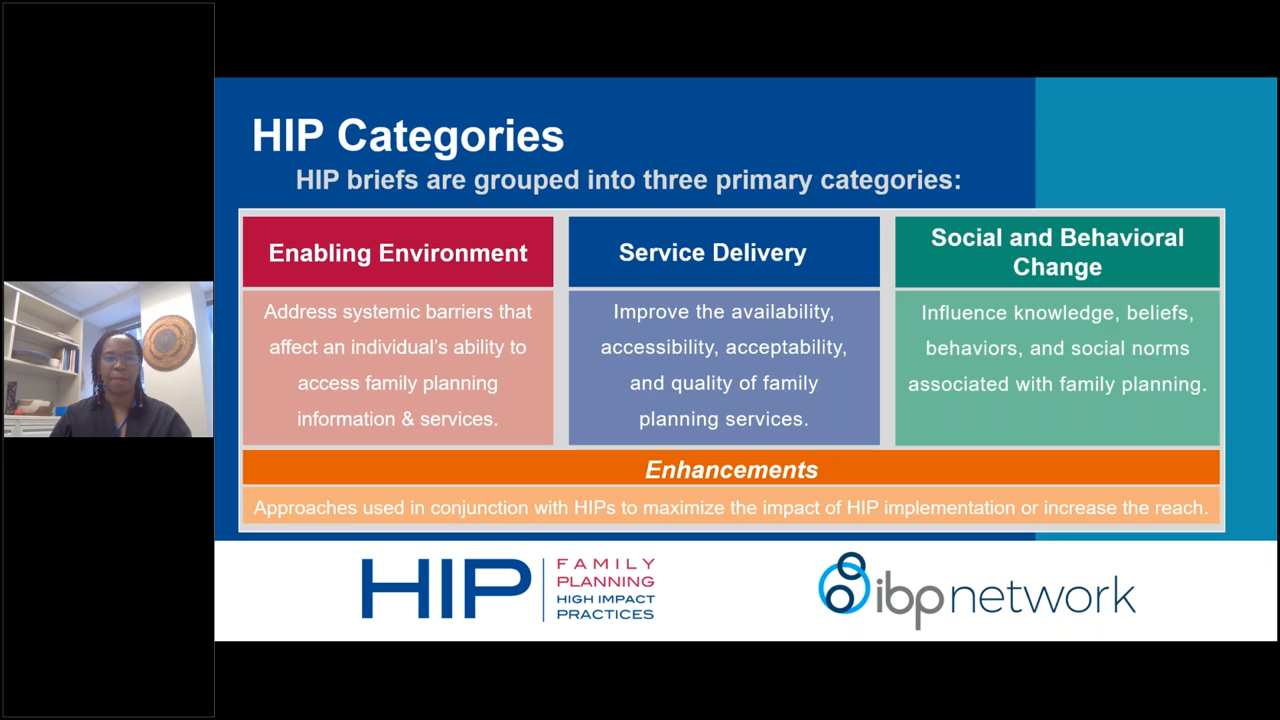 HIP Categories
HIP briefs are grouped into three primary categories:
Enabling Environment
Address systemic barriers that
affect an individual's ability to
access family planning
information & services.
Service Delivery
Improve the availability,
accessibility, acceptability,
and quality of family
planning services.
Social and Behavioral
Change
Influence knowledge, beliefs,
behaviors, and social norms
associated with family planning.
Enhancements
Approaches used in conjunction with HIPs to maximize the impact of HIP implementation or increase the reach.
HIP
FAMILY
PLANNING
HIGH IMPACT
PRACTICES
ibpnetwork